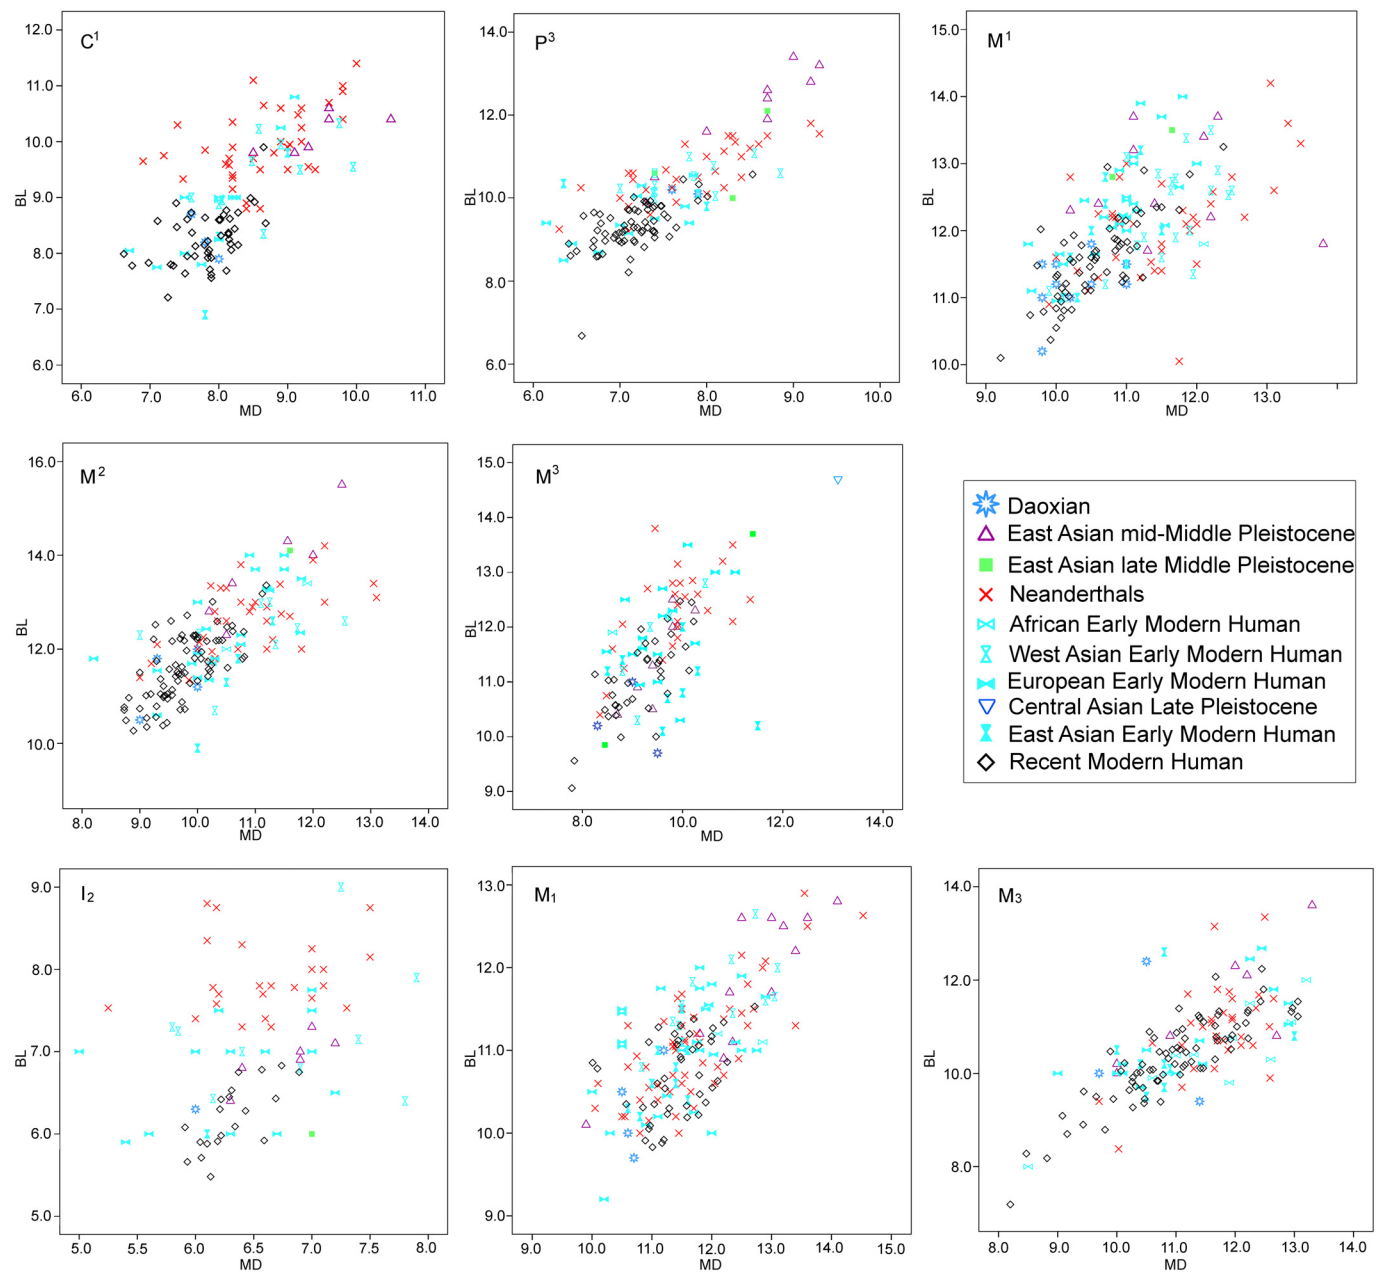 C¹
BL
12.0
11.0
10.0
9.0
8.0
7.0
6.0
6.0 7.0 8.0 9.0 10.0 11.0
MD
P³
BL
14.0
12.0
10.0
8.0
6.0
6.0 7.0 8.0 9.0 10.0
MD
M¹
BL
15.0
14.0
13.0
12.0
11.0
10.0
9.0 10.0 11.0 12.0 13.0
MD
M²
BL
16.0
14.0
12.0
10.0
8.0 9.0 10.0 11.0 12.0 13.0 14.0
MD
M³
BL
15.0
14.0
13.0
12.0
11.0
10.0
9.0
8.0 10.0 12.0 14.0
MD
Daoxian
East Asian mid-Middle Pleistocene
East Asian late Middle Pleistocene
Neanderthals
African Early Modern Human
West Asian Early Modern Human
European Early Modern Human
Central Asian Late Pleistocene
East Asian Early Modern Human
Recent Modern Human
I₂
BL
9.0
8.0
7.0
6.0
5.0
5.0 5.5 6.0 6.5 7.0 7.5 8.0
MD
M₁
BL
13.0
12.0
11.0
10.0
9.0
9.0 10.0 11.0 12.0 13.0 14.0 15.0
MD
M₃
BL
14.0
12.0
10.0
8.0
8.0 9.0 10.0 11.0 12.0 13.0 14.0
MD